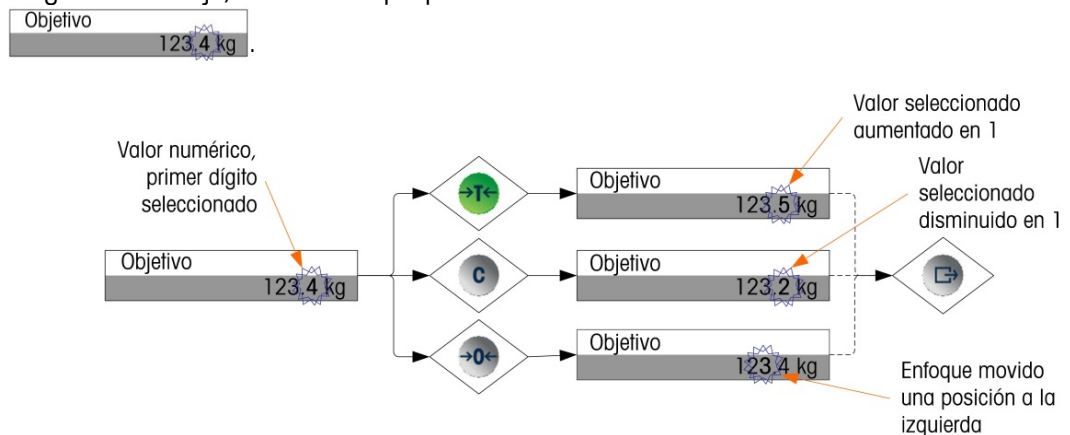 Objetivo
123.4 kg .
Valor seleccionado
aumentado en 1
Valor numérico,
primer dígito
seleccionado
→T←
Objetivo
123.5 kg
Valor
seleccionado
disminuido en 1
Objetivo
123.4 kg
C
Objetivo
123.2 kg
→0←
Objetivo
123.4 kg
Enfoque movido
una posición a la
izquierda